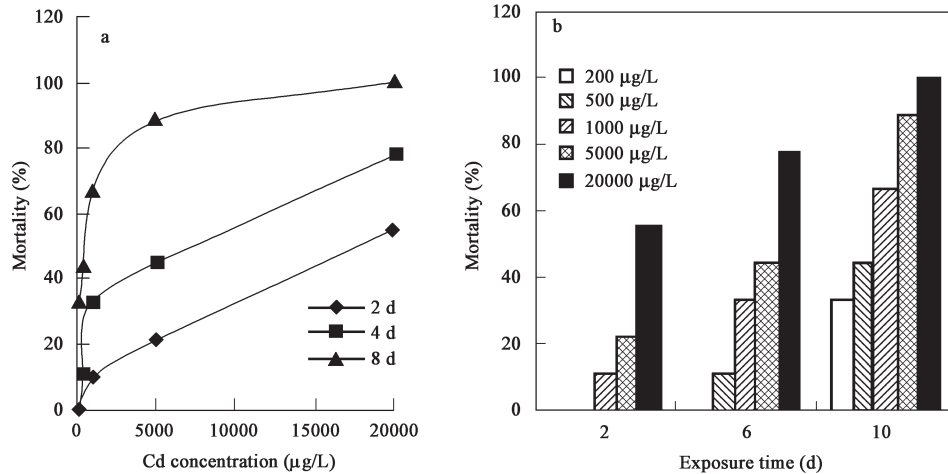 a
120
100
80
60
40
20
0
Mortality (%)
0 5000 10000 15000 20000
Cd concentration (μg/L)
2 d
4 d
8 d
b
120
100
80
60
40
20
0
Mortality (%)
200 μg/L
500 μg/L
1000 μg/L
5000 μg/L
20000 μg/L
2 6 10
Exposure time (d)